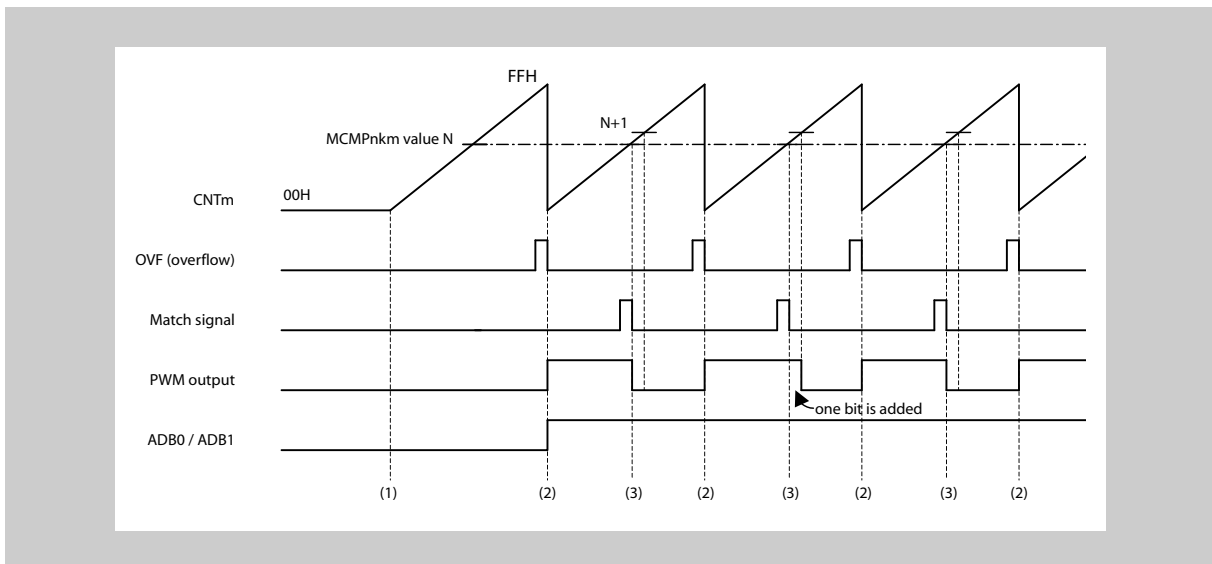 FFH
N+1
MCMPnkm value N
00H
CNTm
OVF (overflow)
Match signal
PWM output
one bit is added
ADB0 / ADB1
(1) (2) (3) (2) (3) (2) (3) (2)